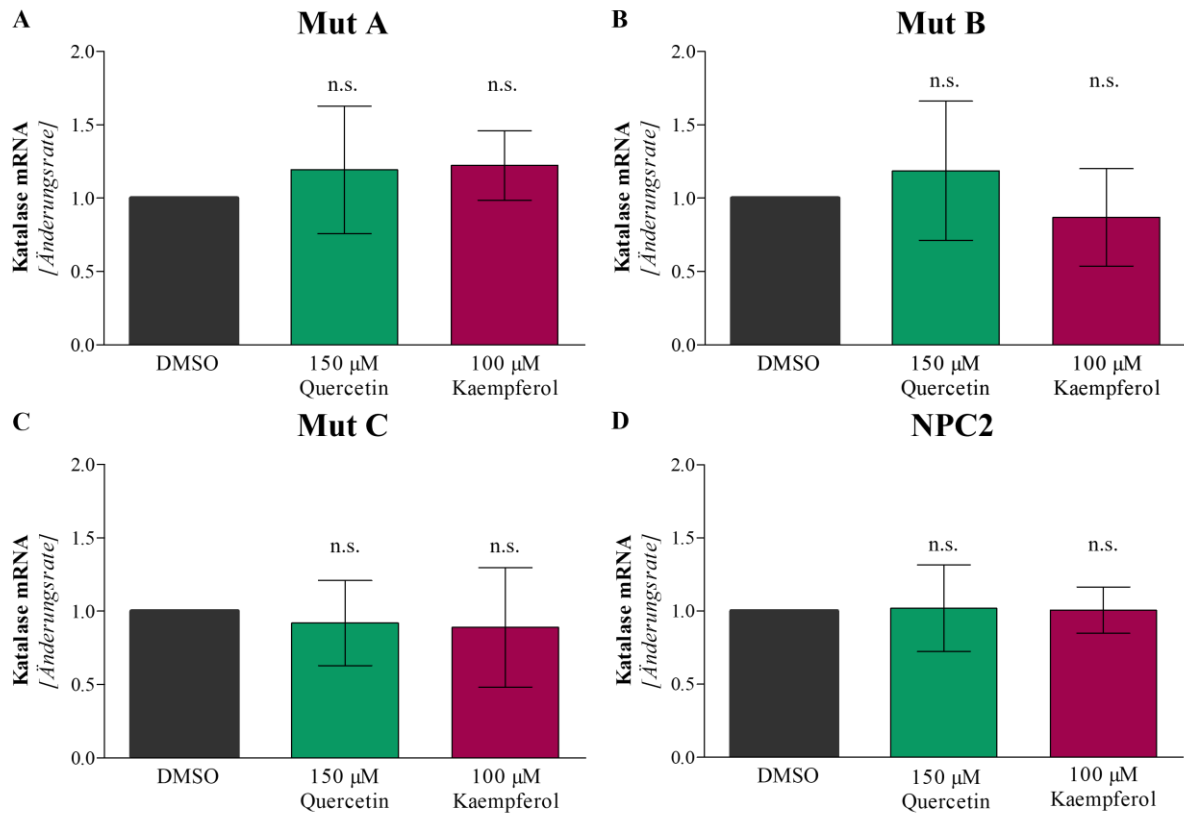 A
Mut A
Katalase mRNA
[Änderungsrate]
2.0
1.5
1.0
0.5
0.0
n.s.
n.s.
DMSO
150 µM
Quercetin
100 µM
Kaempferol
B
Mut B
Katalase mRNA
[Änderungsrate]
2.0
1.5
1.0
0.5
0.0
n.s.
n.s.
DMSO
150 µM
Quercetin
100 µM
Kaempferol
C
Mut C
Katalase mRNA
[Änderungsrate]
2.0
1.5
1.0
0.5
0.0
n.s.
n.s.
DMSO
150 µM
Quercetin
100 µM
Kaempferol
D
NPC2
Katalase mRNA
[Änderungsrate]
2.0
1.5
1.0
0.5
0.0
n.s.
n.s.
DMSO
150 µM
Quercetin
100 µM
Kaempferol